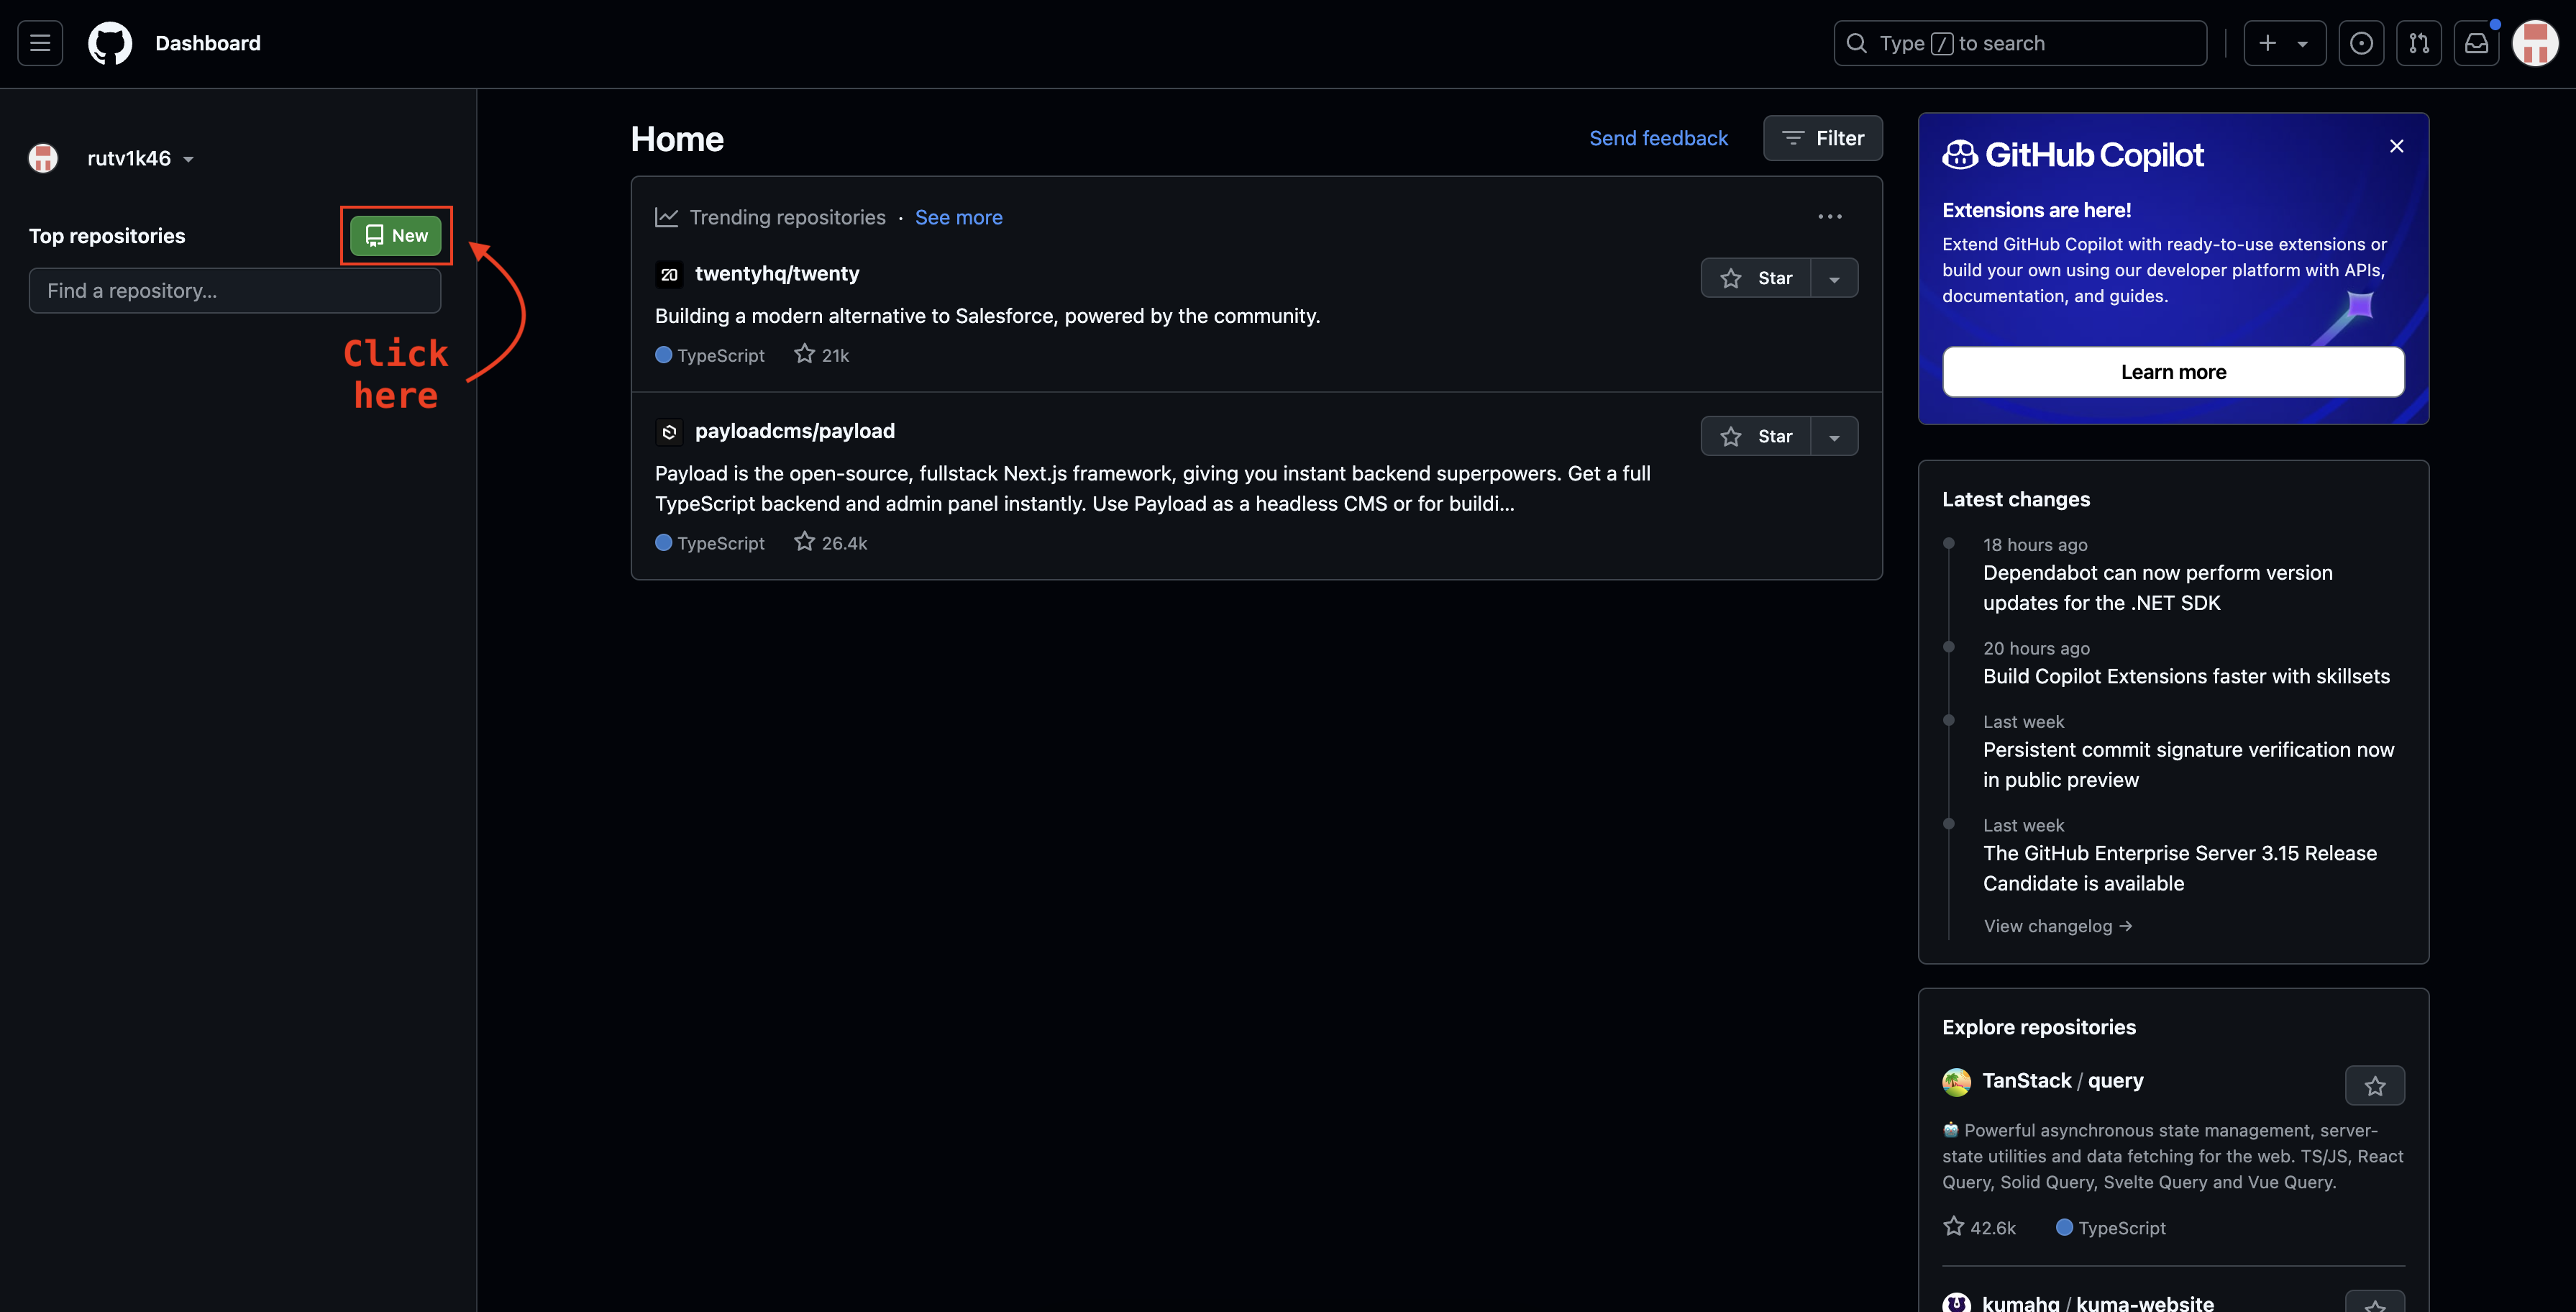 Dashboard
Type / to search
rutv1k46
Top repositories
New
Find a repository...
Click
here
Home
Send feedback
Filter
Trending repositories · See more
20
twentyhq/twenty
Star
Building a modern alternative to Salesforce, powered by the community.
TypeScript 21k
payloadcms/payload
Star
Payload is the open-source, fullstack Next.js framework, giving you instant backend superpowers. Get a full
TypeScript backend and admin panel instantly. Use Payload as a headless CMS or for buildi...
TypeScript 26.4k
GitHub Copilot
Extensions are here!
Extend GitHub Copilot with ready-to-use extensions or
build your own using our developer platform with APIs,
documentation, and guides.
Learn more
Latest changes
18 hours ago
Dependabot can now perform version
updates for the .NET SDK
20 hours ago
Build Copilot Extensions faster with skillsets
Last week
Persistent commit signature verification now
in public preview
Last week
The GitHub Enterprise Server 3.15 Release
Candidate is available
View changelog →
Explore repositories
TanStack / query
🤖 Powerful asynchronous state management, server-
state utilities and data fetching for the web. TS/JS, React
Query, Solid Query, Svelte Query and Vue Query.
42.6k TypeScript
kumahq / kuma-website